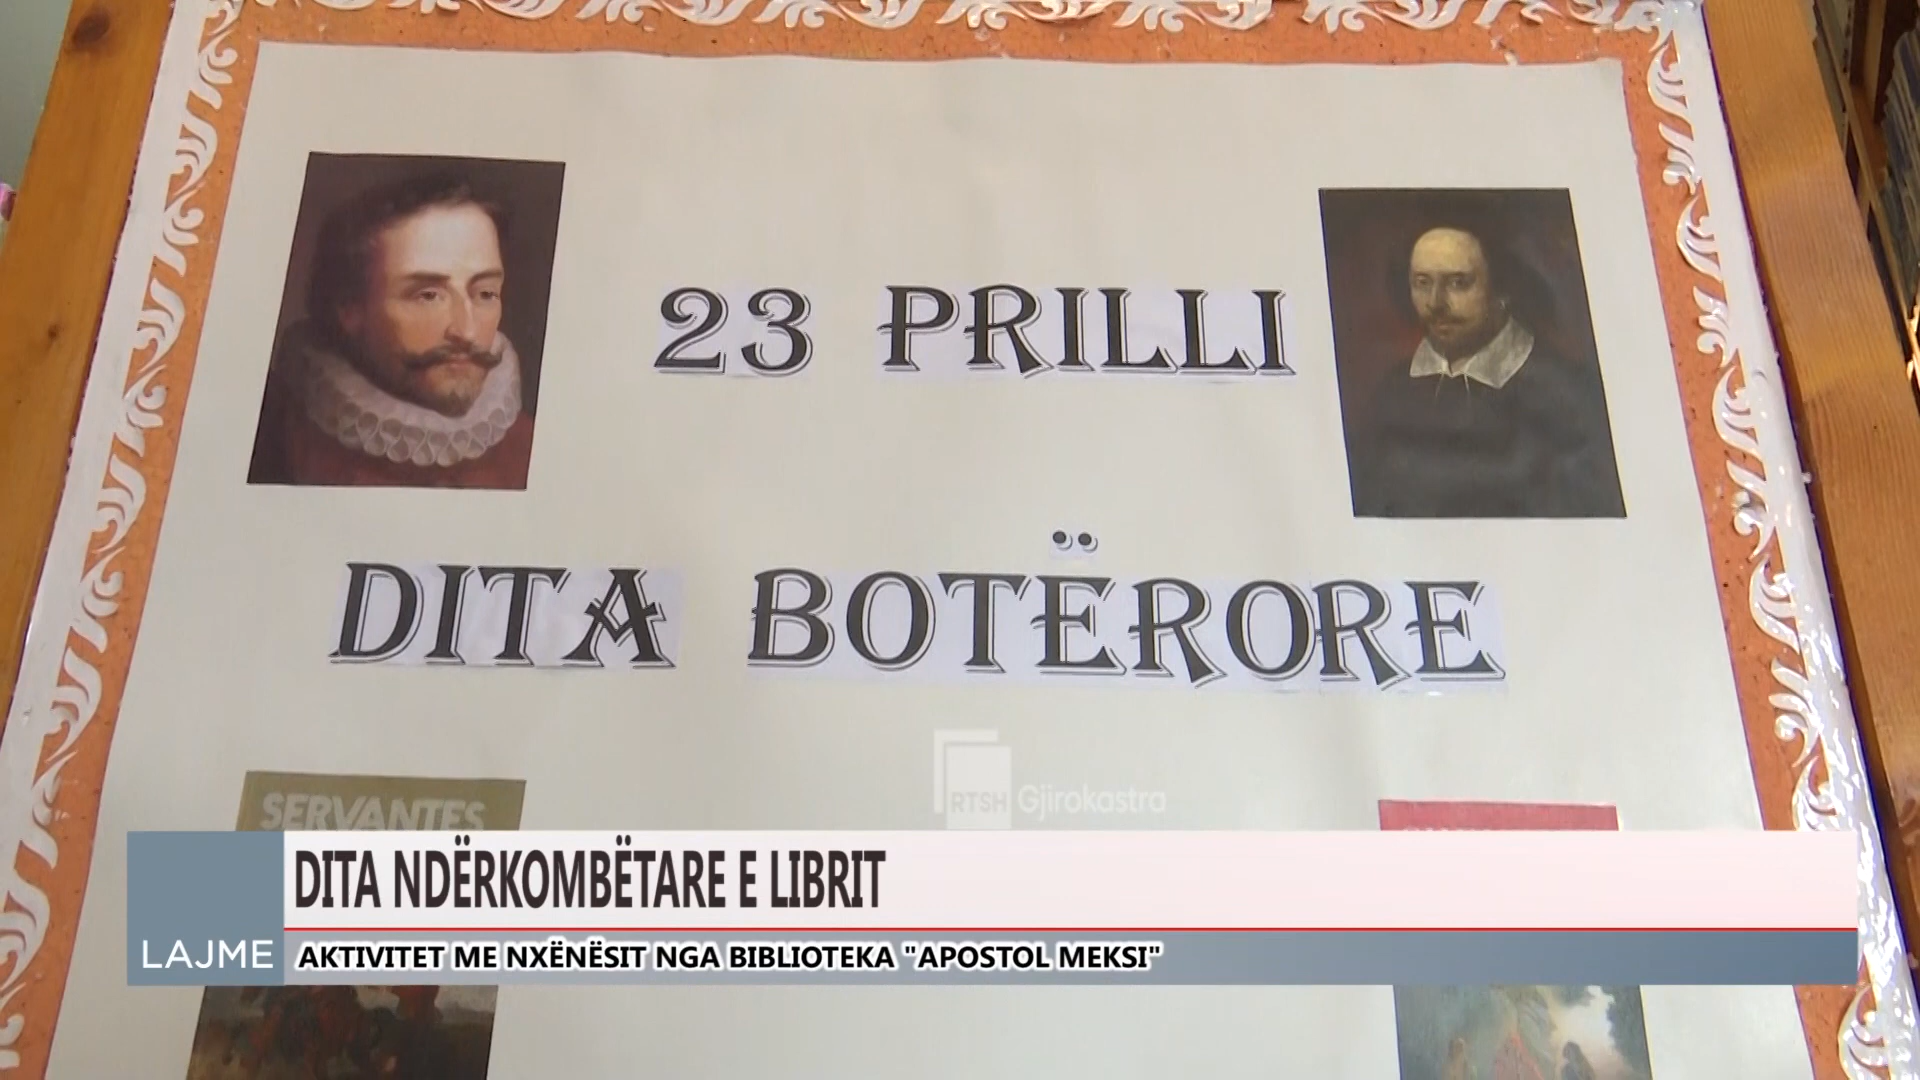 23 PRILLI
DITA BOTËRORE
RTSH Gjirokastra
SERVANTES
DITA NDËRKOMBËTARE E LIBRIT
LAJME
AKTIVITET ME NXËNËSIT NGA BIBLIOTEKA "APOSTOL MEKSI"